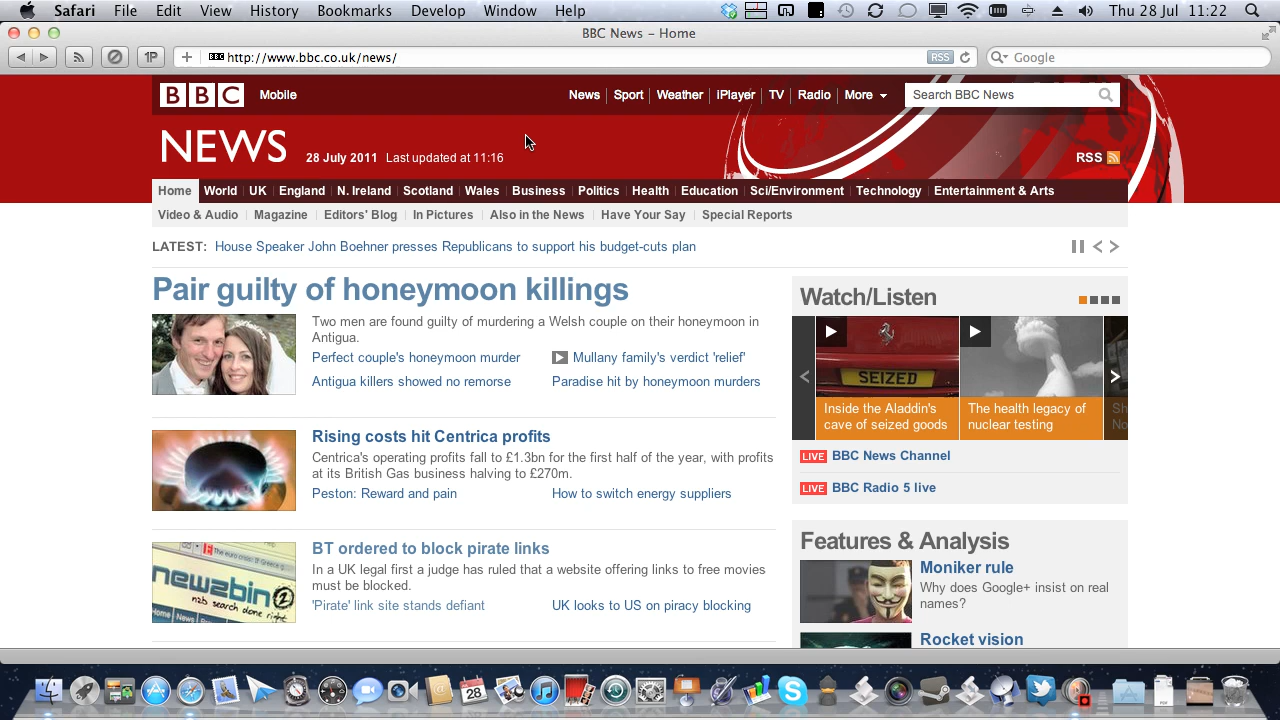 Safari File Edit View History Bookmarks Develop Window Help Thu 28 Jul 11:22
BBC News – Home
1P + BBC http://www.bbc.co.uk/news/ RSS Google
BBC Mobile News Sport Weather iPlayer TV Radio More Search BBC News
NEWS 28 July 2011 Last updated at 11:16 RSS
Home World UK England N. Ireland Scotland Wales Business Politics Health Education Sci/Environment Technology Entertainment & Arts
Video & Audio Magazine Editors' Blog In Pictures Also in the News Have Your Say Special Reports
LATEST: House Speaker John Boehner presses Republicans to support his budget-cuts plan
Pair guilty of honeymoon killings
Two men are found guilty of murdering a Welsh couple on their honeymoon in
Antigua.
Perfect couple's honeymoon murder Mullany family's verdict 'relief'
Antigua killers showed no remorse Paradise hit by honeymoon murders
Rising costs hit Centrica profits
Centrica's operating profits fall to £1.3bn for the first half of the year, with profits
at its British Gas business halving to £270m.
Peston: Reward and pain How to switch energy suppliers
newzbin2
n2b search done right
Home News
BT ordered to block pirate links
In a UK legal first a judge has ruled that a website offering links to free movies
must be blocked.
'Pirate' link site stands defiant UK looks to US on piracy blocking
Watch/Listen
SEIZED
Inside the Aladdin's
cave of seized goods
The health legacy of
nuclear testing
Sh
No
LIVE BBC News Channel
LIVE BBC Radio 5 live
Features & Analysis
Moniker rule
Why does Google+ insist on real
names?
Rocket vision
28